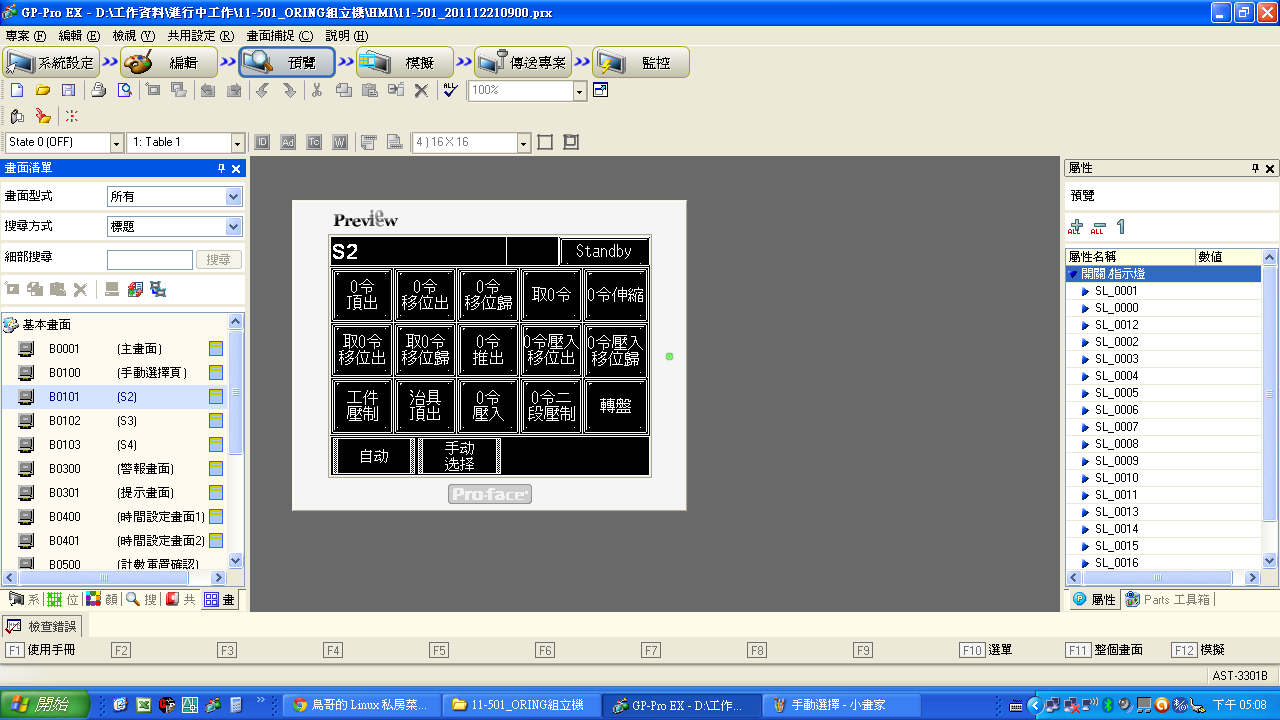 GP-Pro EX - D:\工作資料\進行中工作\11-501_ORING組立機\HMI\11-501_201112210900.prx
專案 (F) 編輯 (E) 檢視 (V) 共用設定 (R) 畫面捕捉 (C) 說明 (H)
系統設定 編輯 預覽 模擬 傳送專案 監控
ALL 100%
State 0 (OFF) 1: Table 1 ID Ad Tc W 4 ) 16 X 16
畫面清單
畫面型式 所有
搜尋方式 標題
細部搜尋 搜尋
基本畫面
B0001 (主畫面)
B0100 (手動選擇頁)
B0101 (S2)
B0102 (S3)
B0103 (S4)
B0300 (警報畫面)
B0301 (提示畫面)
B0400 (時間設定畫面1)
B0401 (時間設定畫面2)
B0500 (計數重置確認)
系 位 顏 搜 共 畫
Preview
S2 Standby
0令
頂出
0令
移位出
0令
移位歸
取0令
0令伸縮
取0令
移位出
取0令
移位歸
0令
推出
0令壓入
移位出
0令壓入
移位歸
工件
壓制
治具
頂出
0令
壓入
0令二
段壓制
轉盤
自动
手动
选择
Pro-face
屬性
預覽
ALT ALL 1
屬性名稱 數值
開關/指示燈
SL_0001
SL_0000
SL_0012
SL_0002
SL_0003
SL_0004
SL_0005
SL_0006
SL_0007
SL_0008
SL_0009
SL_0010
SL_0011
SL_0013
SL_0014
SL_0015
SL_0016
屬性 Parts 工具箱
檢查錯誤
F1 使用手冊 F2 F3 F4 F5 F6 F7 F8 F9 F10 選單 F11 整個畫面 F12 模擬
AST-3301B
開始 鳥哥的 Linux 私房菜... 11-501_ORING組立機 GP-Pro EX - D:\工作... 手動選擇 - 小畫家 下午 05:08